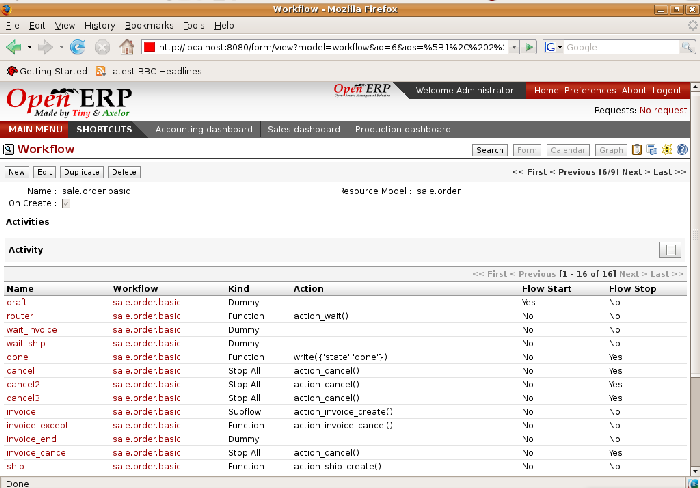 Workflow - Mozilla Firefox
File Edit View History Bookmarks Tools Help
http://localhost:8080/form/view?model=workflow&id=6&ids=%5B1%2C%202%
Google
Getting Started Latest BBC Headlines
Open ERP
Made by Tiny & Axelor
Open ERP
Welcome Administrator
Home Preferences About Logout
Requests: No request
MAIN MENU SHORTCUTS Accounting dashboard Sales dashboard Production dashboard
Workflow
Search Form Calendar Graph
New Edit Duplicate Delete
<< First < Previous [6/9] Next > Last >>
Name : sale.order.basic Resource Model : sale.order
On Create :
Activities
Activity
<< First < Previous [1 - 16 of 16] Next > Last >>
Name Workflow Kind Action Flow Start Flow Stop
draft sale.order.basic Dummy Yes No
router sale.order.basic Function action_wait() No No
wait_invoice sale.order.basic Dummy No No
wait_ship sale.order.basic Dummy No No
done sale.order.basic Function write({'state':'done'}) No Yes
cancel sale.order.basic Stop All action_cancel() No Yes
cancel2 sale.order.basic Stop All action_cancel() No Yes
cancel3 sale.order.basic Stop All action_cancel() No Yes
invoice sale.order.basic Subflow action_invoice_create() No No
invoice_except sale.order.basic Function action_invoice_cancel() No No
invoice_end sale.order.basic Dummy No No
invoice_cancel sale.order.basic Stop All action_cancel() No Yes
ship sale.order.basic Function action_ship_create() No No
Done